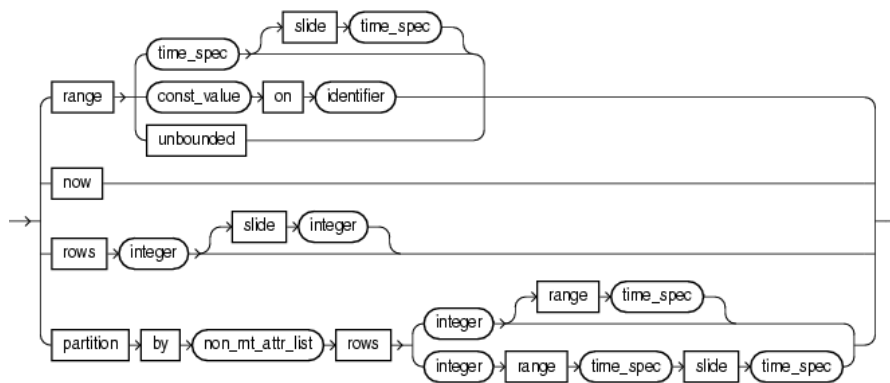 slide time_spec
time_spec
range const_value on identifier
unbounded
now
slide integer
rows integer
range time_spec
integer
partition by non_mt_attr_list rows
integer range time_spec slide time_spec